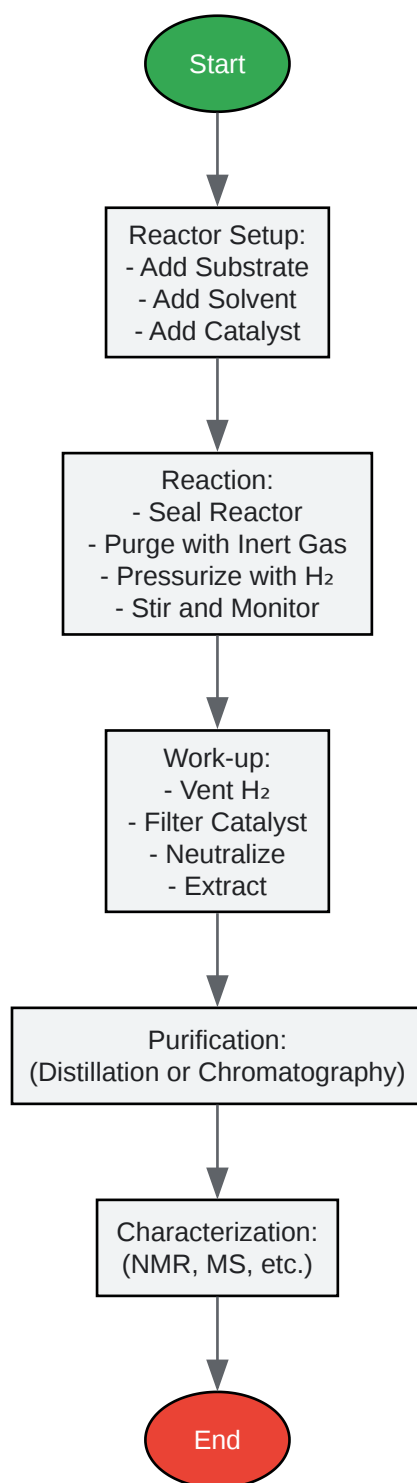 Start
Reactor Setup:
- Add Substrate
- Add Solvent
- Add Catalyst
Reaction:
- Seal Reactor
- Purge with Inert Gas
- Pressurize with H₂
- Stir and Monitor
Work-up:
- Vent H₂
- Filter Catalyst
- Neutralize
- Extract
Purification:
(Distillation or Chromatography)
Characterization:
(NMR, MS, etc.)
End